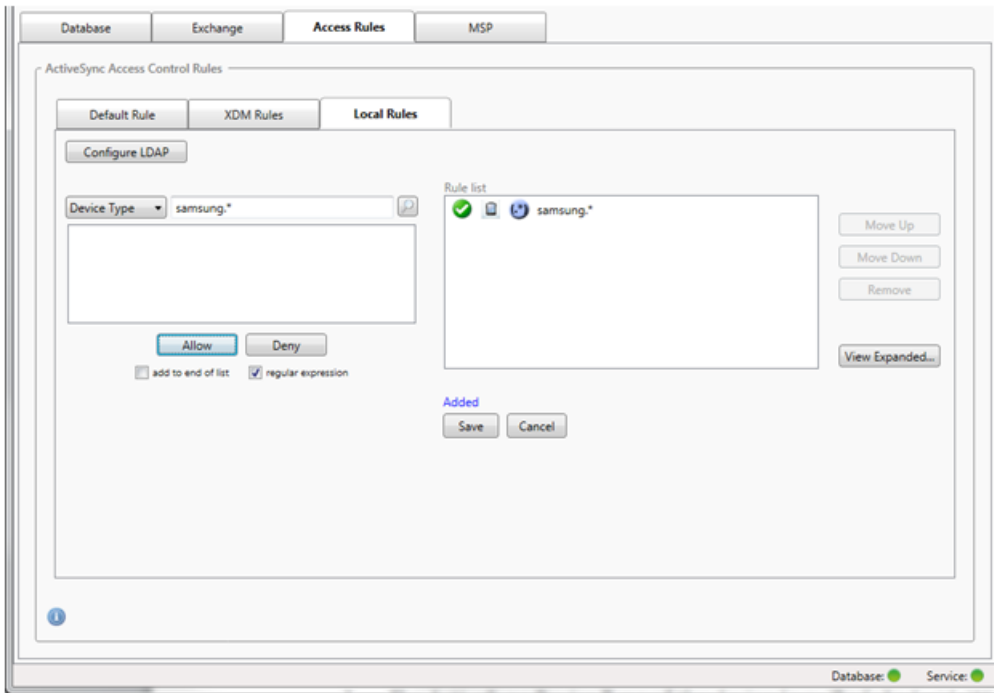 Database Exchange Access Rules MSP
ActiveSync Access Control Rules
Default Rule XDM Rules Local Rules
Configure LDAP
Rule list
Device Type samsung.*
(.*) samsung.*
Move Up
Move Down
Remove
Allow Deny
View Expanded...
add to end of list regular expression
Added
Save Cancel
Database: Service: